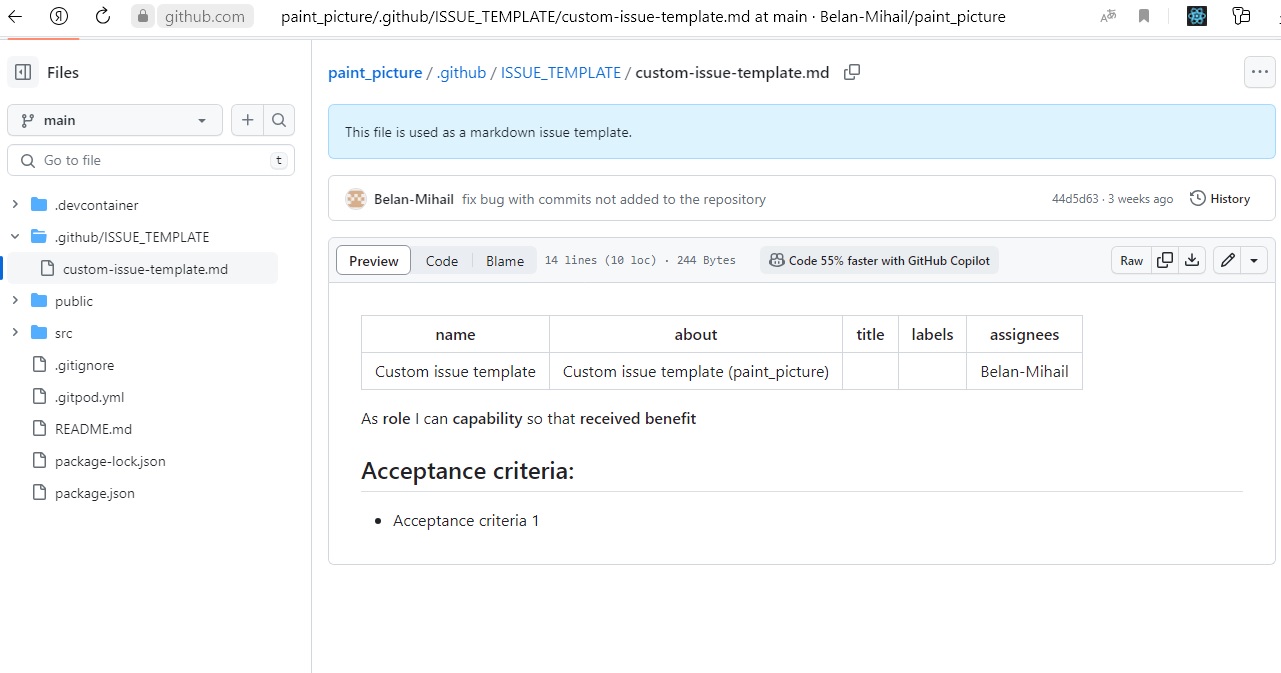 github.com paint_picture/.github/ISSUE_TEMPLATE/custom-issue-template.md at main · Belan-Mihail/paint_picture
Files
main
Go to file t
.devcontainer
.github/ISSUE_TEMPLATE
custom-issue-template.md
public
src
.gitignore
.gitpod.yml
README.md
package-lock.json
package.json
paint_picture / .github / ISSUE_TEMPLATE / custom-issue-template.md
This file is used as a markdown issue template.
Belan-Mihail fix bug with commits not added to the repository 44d5d63 · 3 weeks ago History
Preview Code Blame 14 lines (10 loc) · 244 Bytes Code 55% faster with GitHub Copilot Raw
name about title labels assignees
Custom issue template Custom issue template (paint_picture) Belan-Mihail
As role I can capability so that received benefit
Acceptance criteria:
• Acceptance criteria 1